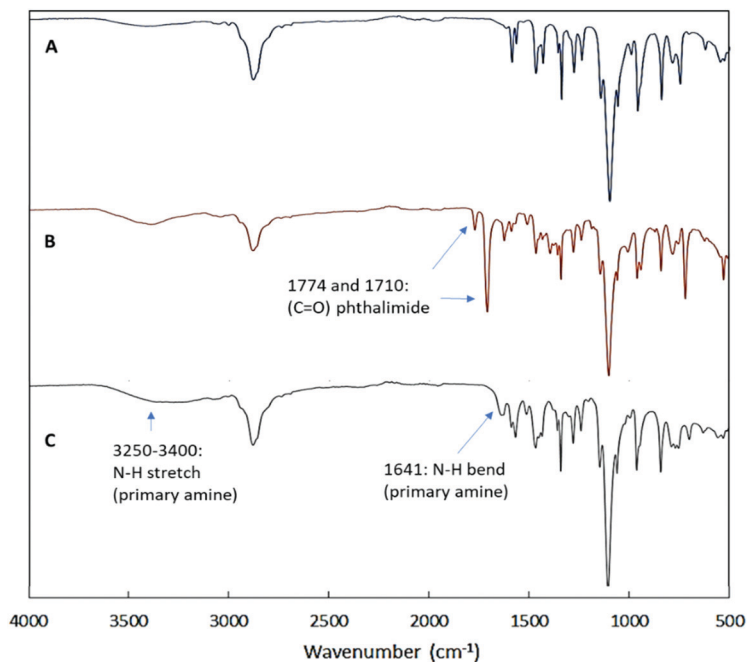 A
B
1774 and 1710:
(C=O) phthalimide
C
3250-3400:
N-H stretch
(primary amine)
1641: N-H bend
(primary amine)
4000 3500 3000 2500 2000 1500 1000 500
Wavenumber (cm⁻¹)